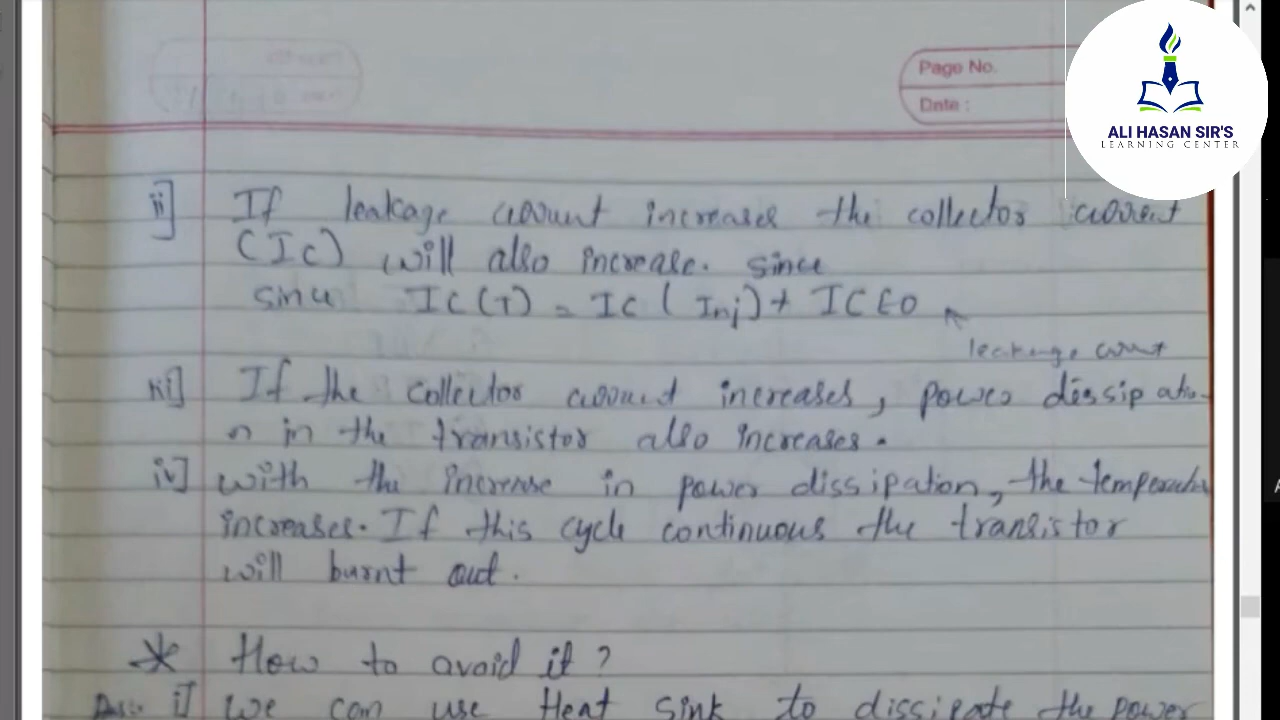 Page No.
Date :
ALI HASAN SIR'S
LEARNING CENTER
ii] If leakage current increases the collector current
(Ic) will also increase. since
since Ic(T) = Ic (Inj) + ICEO
leakage current
iii] If the collector current increases, power dissipatio-
n in the transistor also increases.
iv] with the increase in power dissipation, the temperature
increases. If this cycle continuous the transistor
will burnt out.
* How to avoid it ?
i] We can use Heat sink to dissipate the power